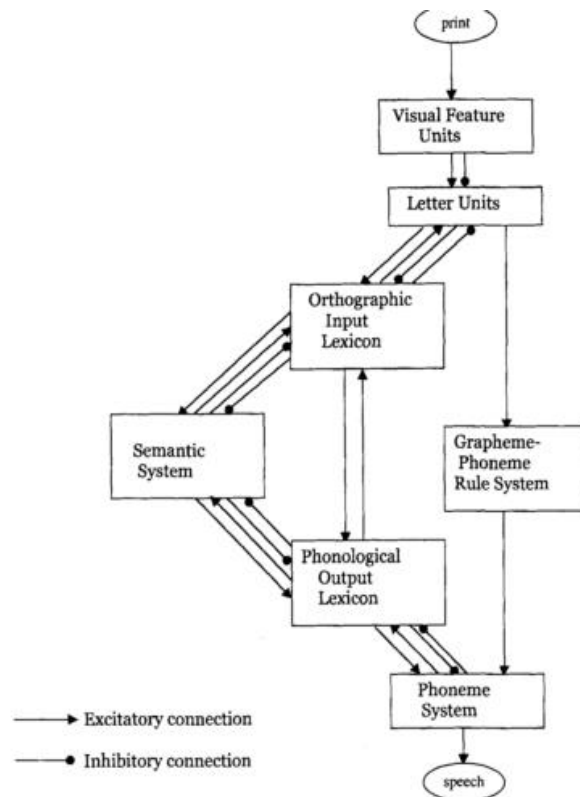 print
Visual Feature
Units
Letter Units
Orthographic
Input
Lexicon
Semantic
System
Grapheme-
Phoneme
Rule System
Phonological
Output
Lexicon
Phoneme
System
Excitatory connection
Inhibitory connection
speech